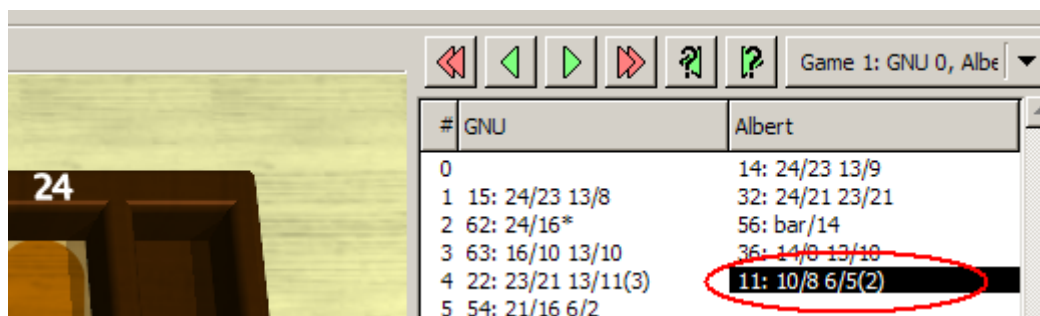 Game 1: GNU 0, Albe
# GNU Albert
0 14: 24/23 13/9
1 15: 24/23 13/8 32: 24/21 23/21
2 62: 24/16* 56: bar/14
3 63: 16/10 13/10 36: 14/8 13/10
4 22: 23/21 13/11(3) 11: 10/8 6/5(2)
5 54: 21/16 6/2
24